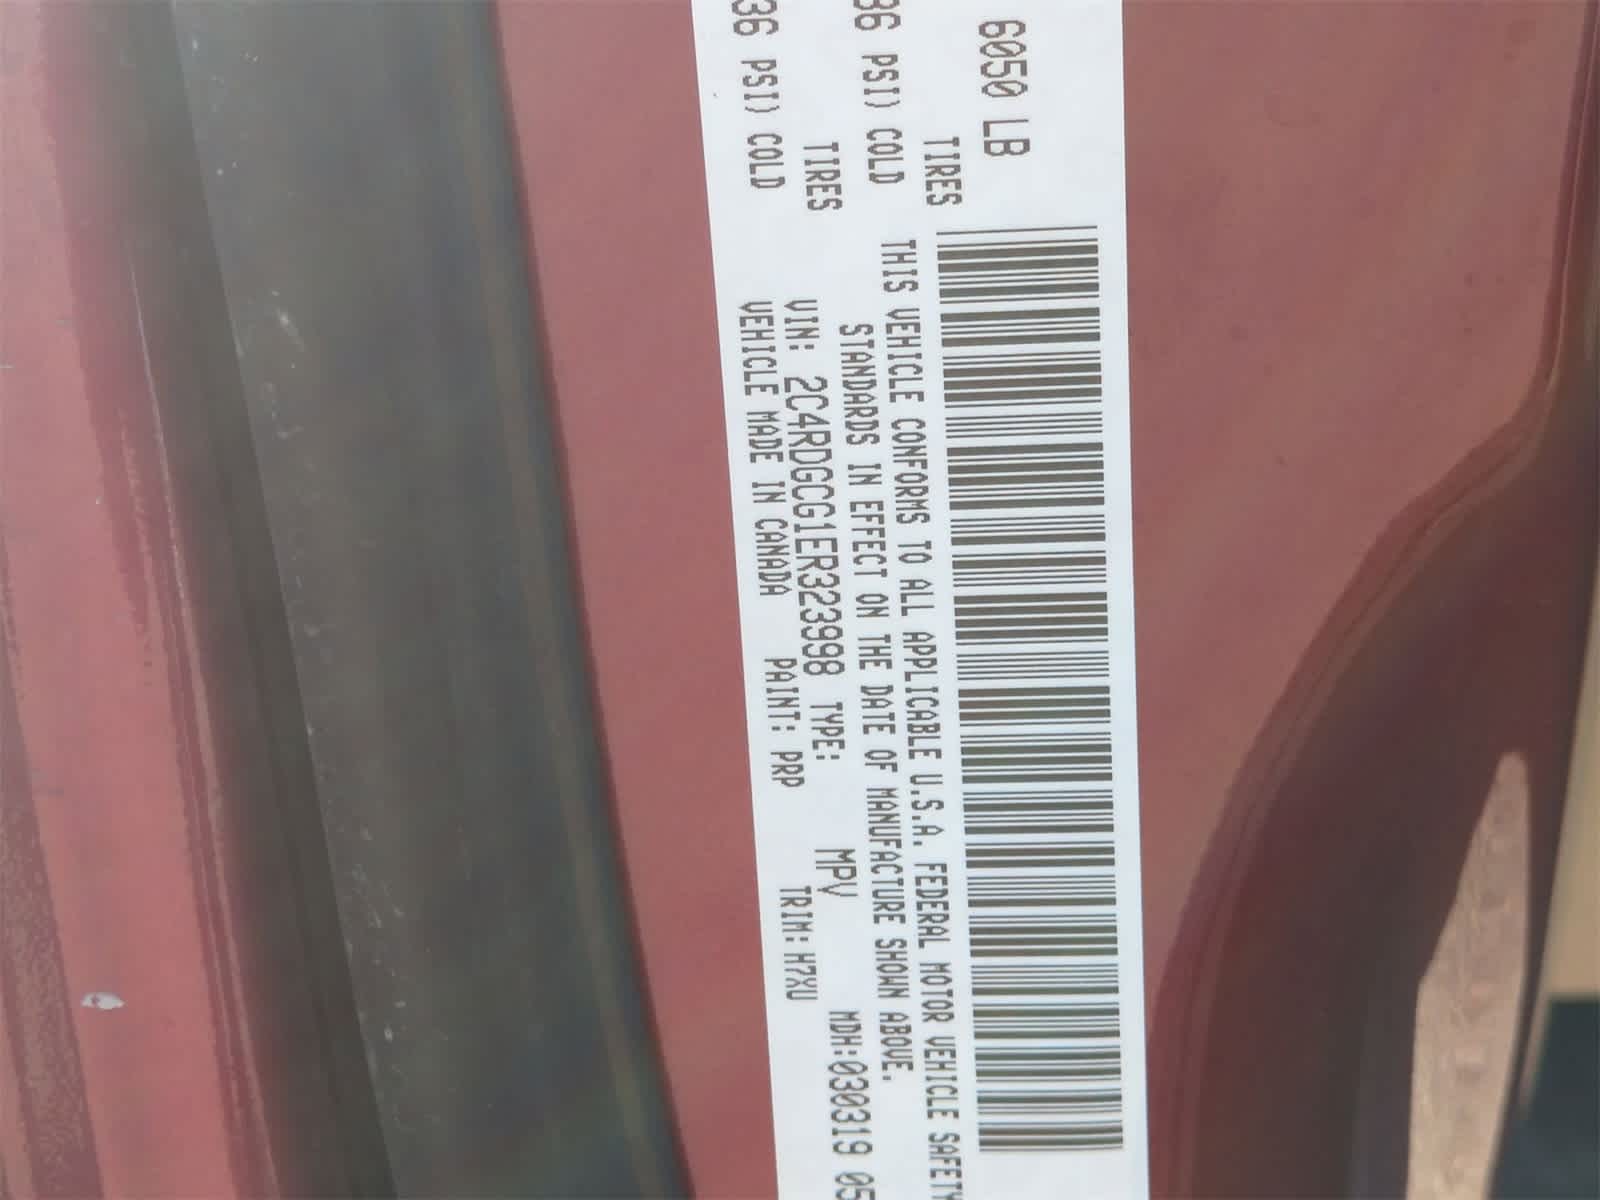 6050 LB
TIRES
36 PSI) COLD
TIRES
36 PSI) COLD
THIS VEHICLE CONFORMS TO ALL APPLICABLE U.S.A. FEDERAL MOTOR VEHICLE SAFETY
STANDARDS IN EFFECT ON THE DATE OF MANUFACTURE SHOWN ABOVE.
VIN: 2C4RDGCG1ER323998 TYPE: MPV MDH:030319 05
VEHICLE MADE IN CANADA PAINT: PRP TRIM: H7XU